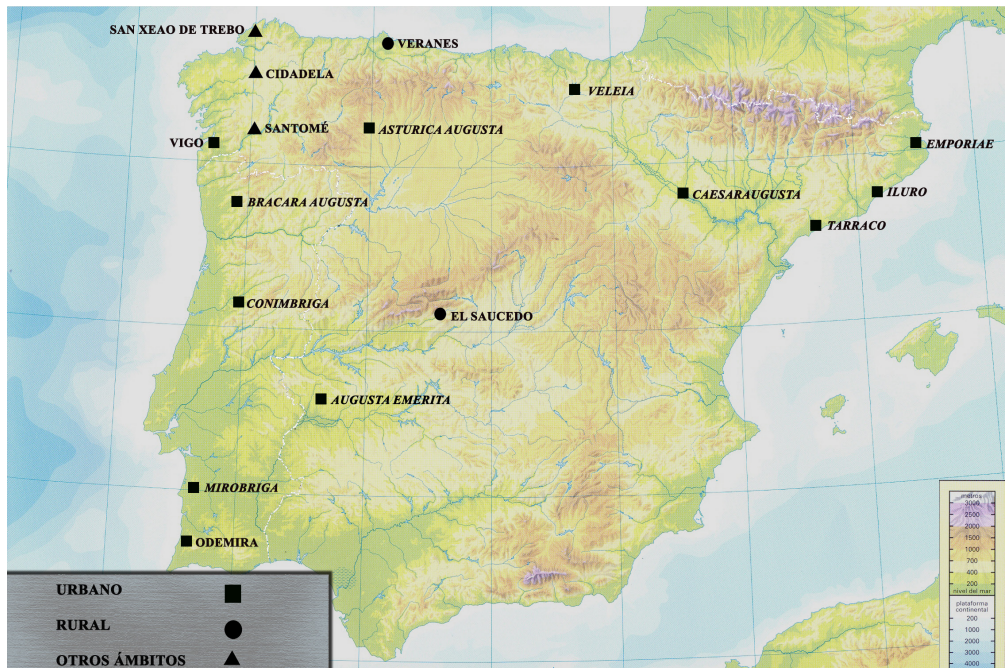 SAN XEAO DE TREBO
VERANES
CIDADELA
VELEIA
SANTOMÉ
ASTURICA AUGUSTA
VIGO
EMPORIAE
CAESARAUGUSTA
ILURO
BRACARA AUGUSTA
TARRACO
CONIMBRIGA
EL SAUCEDO
AUGUSTA EMERITA
MIROBRIGA
ODEMIRA
metros
3000
2500
2000
1500
1000
700
400
200
nivel del mar
plataforma
continental
200
1000
2000
3000
4000
URBANO
RURAL
OTROS ÁMBITOS